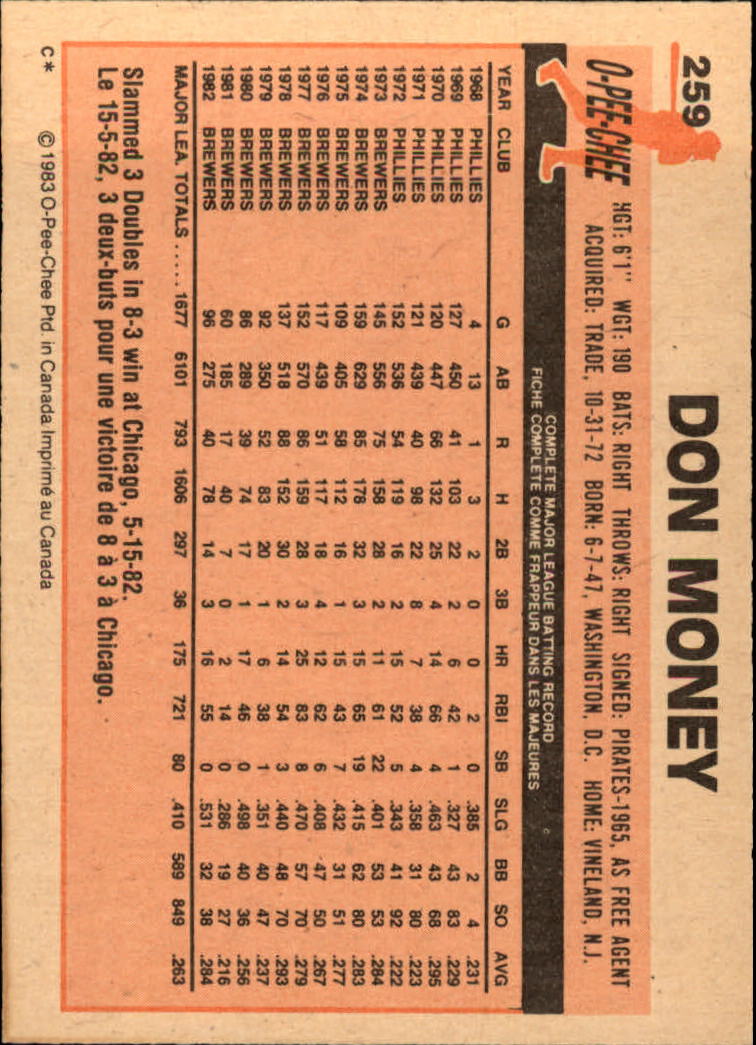 259
DON MONEY
O-PEE-CHEE
HGT: 6'1" WGT: 190 BATS: RIGHT THROWS: RIGHT SIGNED: PIRATES-1965, AS FREE AGENT
ACQUIRED: TRADE, 10-31-72 BORN: 6-7-47, WASHINGTON, D.C. HOME: VINELAND, N.J.
COMPLETE MAJOR LEAGUE BATTING RECORD
FICHE COMPLÈTE COMME FRAPPEUR DANS LES MAJEURES
YEAR CLUB G AB R H 2B 3B HR RBI SB SLG BB SO AVG
1968 PHILLIES 4 13 1 3 2 0 0 2 0 .385 2 4 .231
1969 PHILLIES 127 450 41 103 22 2 6 42 1 .327 43 83 .229
1970 PHILLIES 120 447 66 132 25 4 14 66 4 .463 43 68 .295
1971 PHILLIES 121 439 40 98 22 8 7 38 4 .358 31 80 .223
1972 PHILLIES 152 536 54 119 16 2 15 52 5 .343 41 92 .222
1973 BREWERS 145 556 75 158 28 2 11 61 22 .401 53 53 .284
1974 BREWERS 159 629 85 178 32 3 15 65 19 .415 62 80 .283
1975 BREWERS 109 405 58 112 16 1 15 43 7 .432 31 51 .277
1976 BREWERS 117 439 51 117 18 4 12 62 6 .408 47 50 .267
1977 BREWERS 152 570 86 159 28 3 25 83 8 .470 57 70 .279
1978 BREWERS 137 518 88 152 30 2 14 54 3 .440 48 70 .293
1979 BREWERS 92 350 52 83 20 1 6 38 1 .351 40 47 .237
1980 BREWERS 86 289 39 74 17 1 17 46 0 .498 40 36 .256
1981 BREWERS 60 185 17 40 7 0 2 14 0 .286 19 27 .216
1982 BREWERS 96 275 40 78 14 3 16 55 0 .531 32 38 .284
MAJOR LEA. TOTALS ..... 1677 6101 793 1606 297 36 175 721 80 .410 589 849 .263
Slammed 3 Doubles in 8-3 win at Chicago, 5-15-82.
Le 15-5-82, 3 deux-buts pour une victoire de 8 à 3 à Chicago.
C* © 1983 O-Pee-Chee Ptd. in Canada Imprimé au Canada